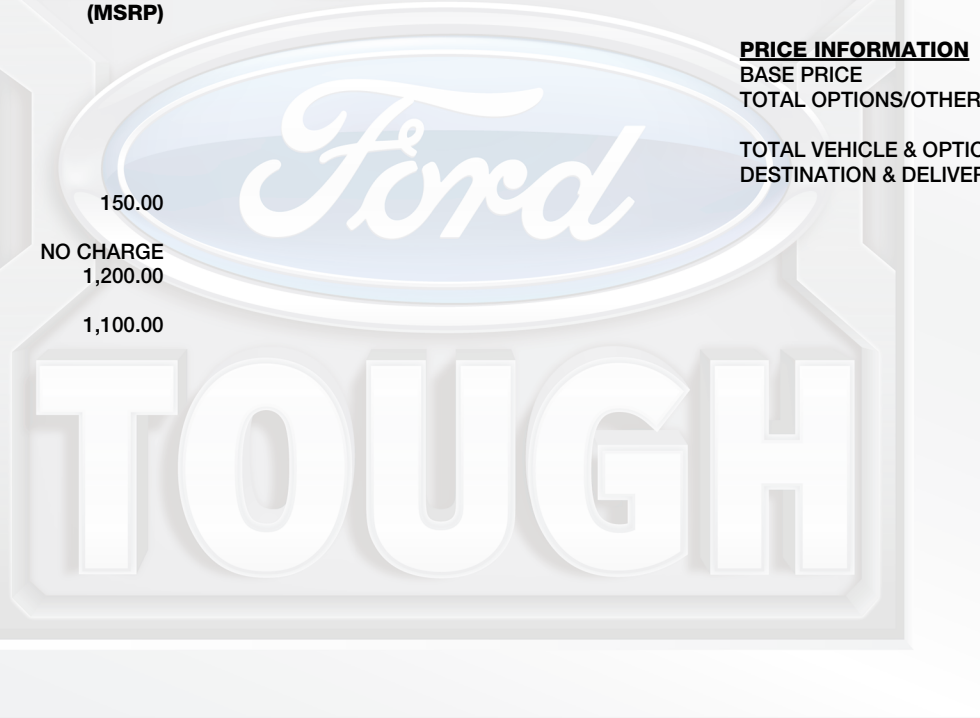 (MSRP)
150.00
NO CHARGE
1,200.00
1,100.00
PRICE INFORMATION
BASE PRICE
TOTAL OPTIONS/OTHER
TOTAL VEHICLE & OPTIO
DESTINATION & DELIVER
Ford
TOUGH